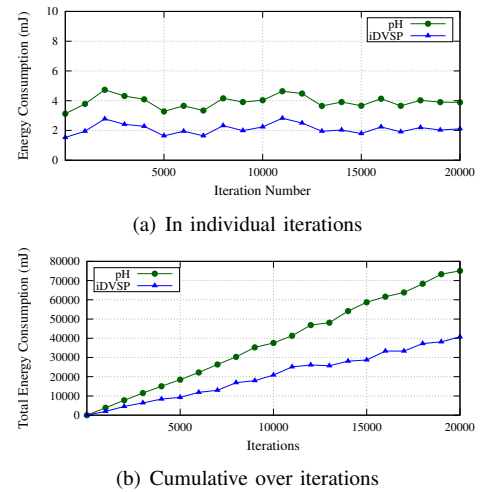 Energy Consumption (mJ)
10
8
6
4
2
0
pH
iDVSP
5000
10000
15000
20000
Iteration Number
(a) In individual iterations
Total Energy Consumption (mJ)
80000
70000
60000
50000
40000
30000
20000
10000
0
pH
iDVSP
5000
10000
15000
20000
Iterations
(b) Cumulative over iterations